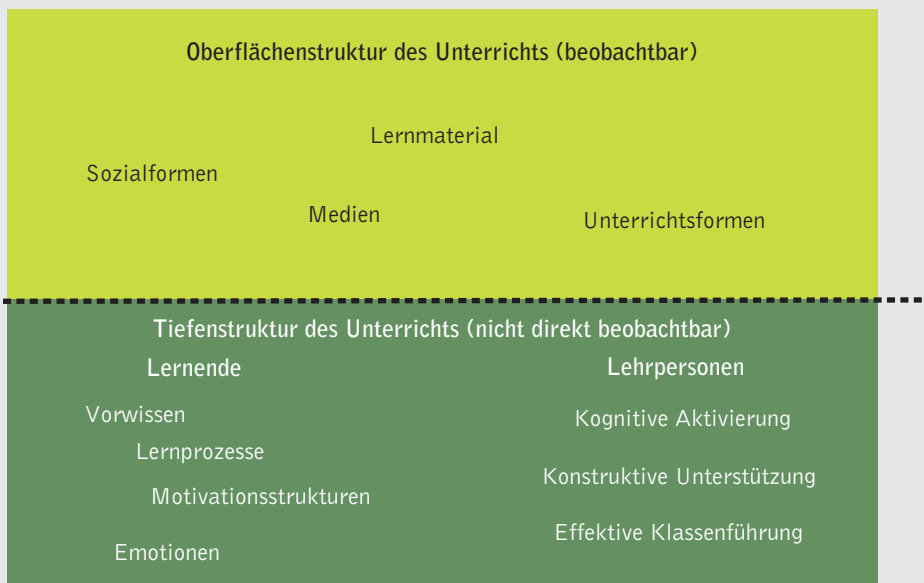 Oberflächenstruktur des Unterrichts (beobachtbar)
Lernmaterial
Sozialformen
Medien
Unterrichtsformen
Tiefenstruktur des Unterrichts (nicht direkt beobachtbar)
Lernende
Lehrpersonen
Vorwissen
Kognitive Aktivierung
Lernprozesse
Konstruktive Unterstützung
Motivationsstrukturen
Effektive Klassenführung
Emotionen